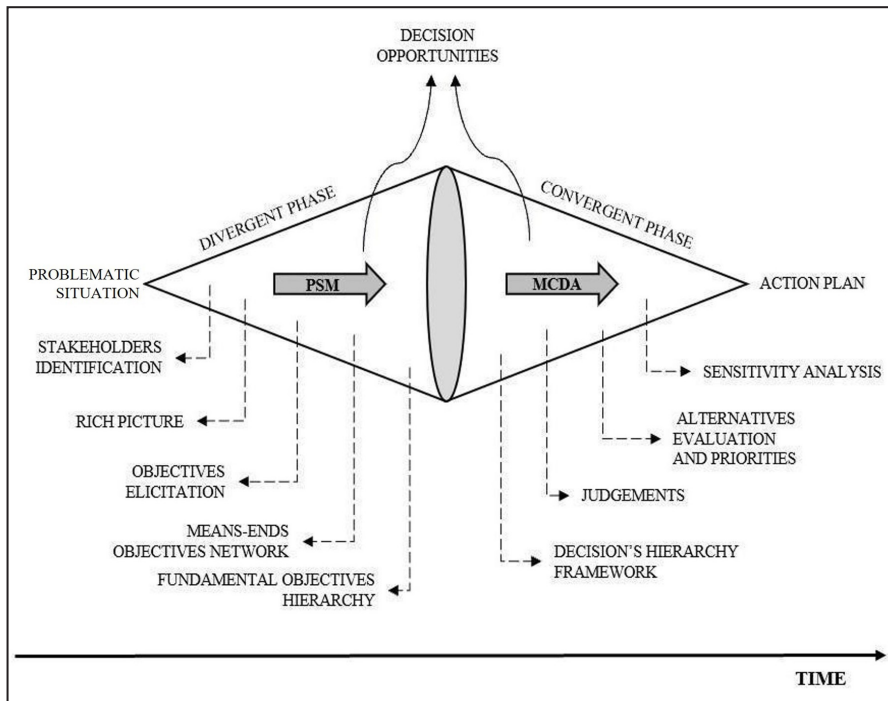 DECISION
OPPORTUNITIES
DIVERGENT PHASE
CONVERGENT PHASE
PROBLEMATIC
SITUATION
PSM
MCDA
ACTION PLAN
STAKEHOLDERS
IDENTIFICATION
SENSITIVITY ANALYSIS
RICH PICTURE
ALTERNATIVES
EVALUATION
AND PRIORITIES
OBJECTIVES
ELICITATION
JUDGEMENTS
MEANS-ENDS
OBJECTIVES NETWORK
DECISION'S HIERARCHY
FRAMEWORK
FUNDAMENTAL OBJECTIVES
HIERARCHY
TIME